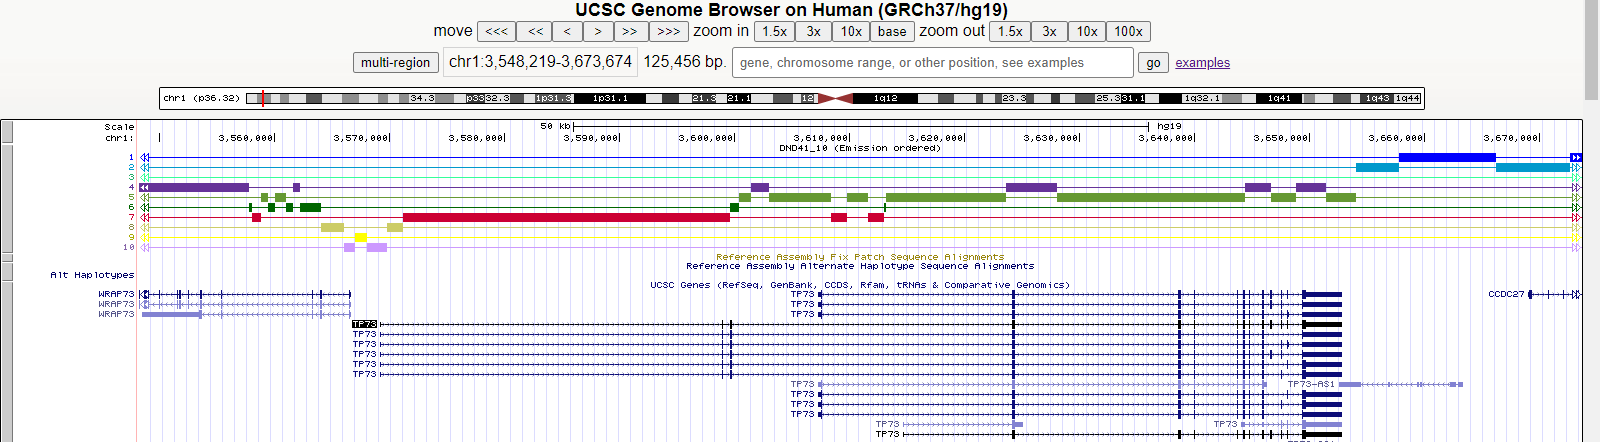 UCSC Genome Browser on Human (GRCh37/hg19)
move <<< << < > >> >>> zoom in 1.5x 3x 10x base zoom out 1.5x 3x 10x 100x
multi-region chr1:3,548,219-3,673,674 125,456 bp. gene, chromosome range, or other position, see examples go examples
chr1 (p36.32) 34.3 p33 32.3 1p31.3 1p31.1 21.3 21.1 12 1q12 23.3 25.3 31.1 1q32.1 1q41 1q43 1q44
Scale 50 kb hg19
chr1: 3,560,000 3,570,000 3,580,000 3,590,000 3,600,000 3,610,000 3,620,000 3,630,000 3,640,000 3,650,000 3,660,000 3,670,000
DND41_10 (Emission ordered)
1
2
3
4
5
6
7
8
9
10
Reference Assembly Fix Patch Sequence Alignments
Reference Assembly Alternate Haplotype Sequence Alignments
Alt Haplotypes
UCSC Genes (RefSeq, GenBank, CCDS, Rfam, tRNAs & Comparative Genomics)
WRAP73 TP73 CCDC27
WRAP73 TP73
WRAP73 TP73
TP73
TP73
TP73
TP73
TP73
TP73
TP73 TP73-AS1
TP73
TP73
TP73
TP73 TP73
TP73